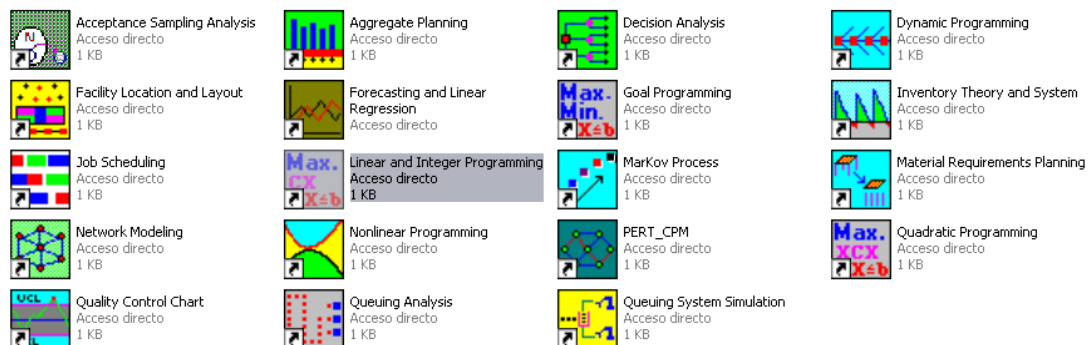 Acceptance Sampling Analysis
Acceso directo
1 KB
Aggregate Planning
Acceso directo
1 KB
Decision Analysis
Acceso directo
1 KB
Dynamic Programming
Acceso directo
1 KB
Facility Location and Layout
Acceso directo
1 KB
Forecasting and Linear
Regression
Acceso directo
Max.
Min.
X≤b
Goal Programming
Acceso directo
1 KB
Inventory Theory and System
Acceso directo
1 KB
Job Scheduling
Acceso directo
1 KB
Max.
CX
X≤b
Linear and Integer Programming
Acceso directo
1 KB
MarKov Process
Acceso directo
1 KB
Material Requirements Planning
Acceso directo
1 KB
Network Modeling
Acceso directo
1 KB
Nonlinear Programming
Acceso directo
1 KB
PERT_CPM
Acceso directo
1 KB
Max.
XCX
X≤b
Quadratic Programming
Acceso directo
1 KB
UCL
Quality Control Chart
Acceso directo
1 KB
Queuing Analysis
Acceso directo
1 KB
Queuing System Simulation
Acceso directo
1 KB